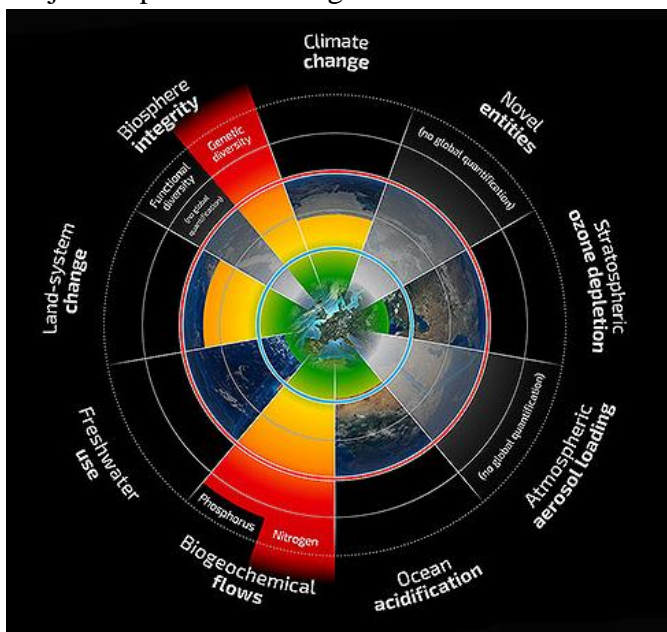 Climate
change
Novel
entities
(no global quantification)
Stratospheric
ozone depletion
Atmospheric
aerosol loading
(no global quantification)
Ocean
acidification
Biogeochemical
flows
Nitrogen
Phosphorus
Freshwater
use
Land-system
change
Biosphere
integrity
Functional
diversity
(no global
quantification)
Genetic
diversity